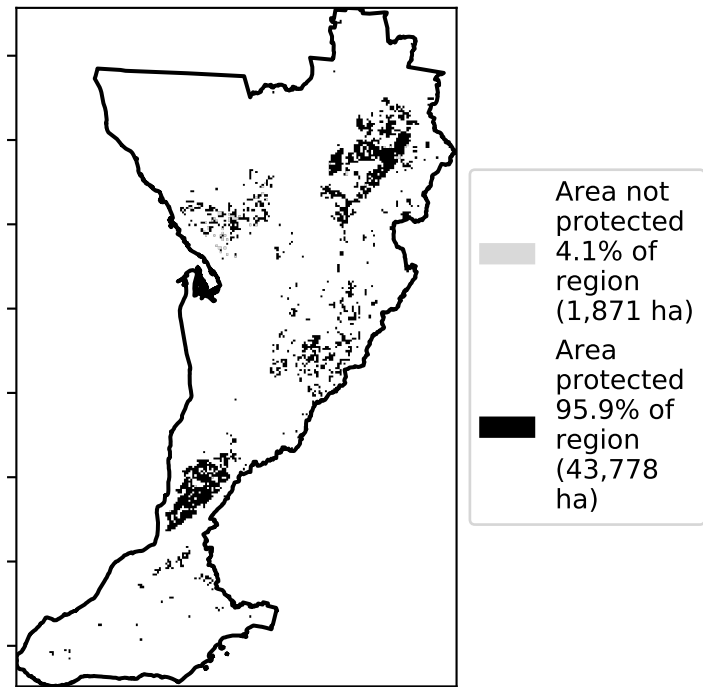 Area not
protected
4.1% of
region
(1,871 ha)
Area
protected
95.9% of
region
(43,778
ha)